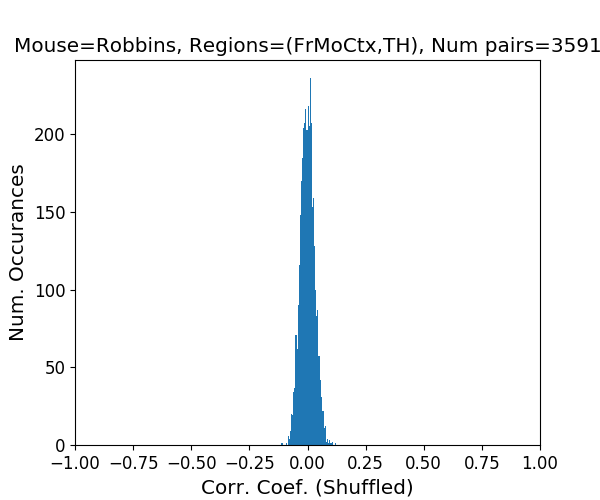 Mouse=Robbins, Regions=(FrMoCtx,TH), Num pairs=3591
Num. Occurances
200
150
100
50
0
−1.00 −0.75 −0.50 −0.25 0.00 0.25 0.50 0.75 1.00
Corr. Coef. (Shuffled)